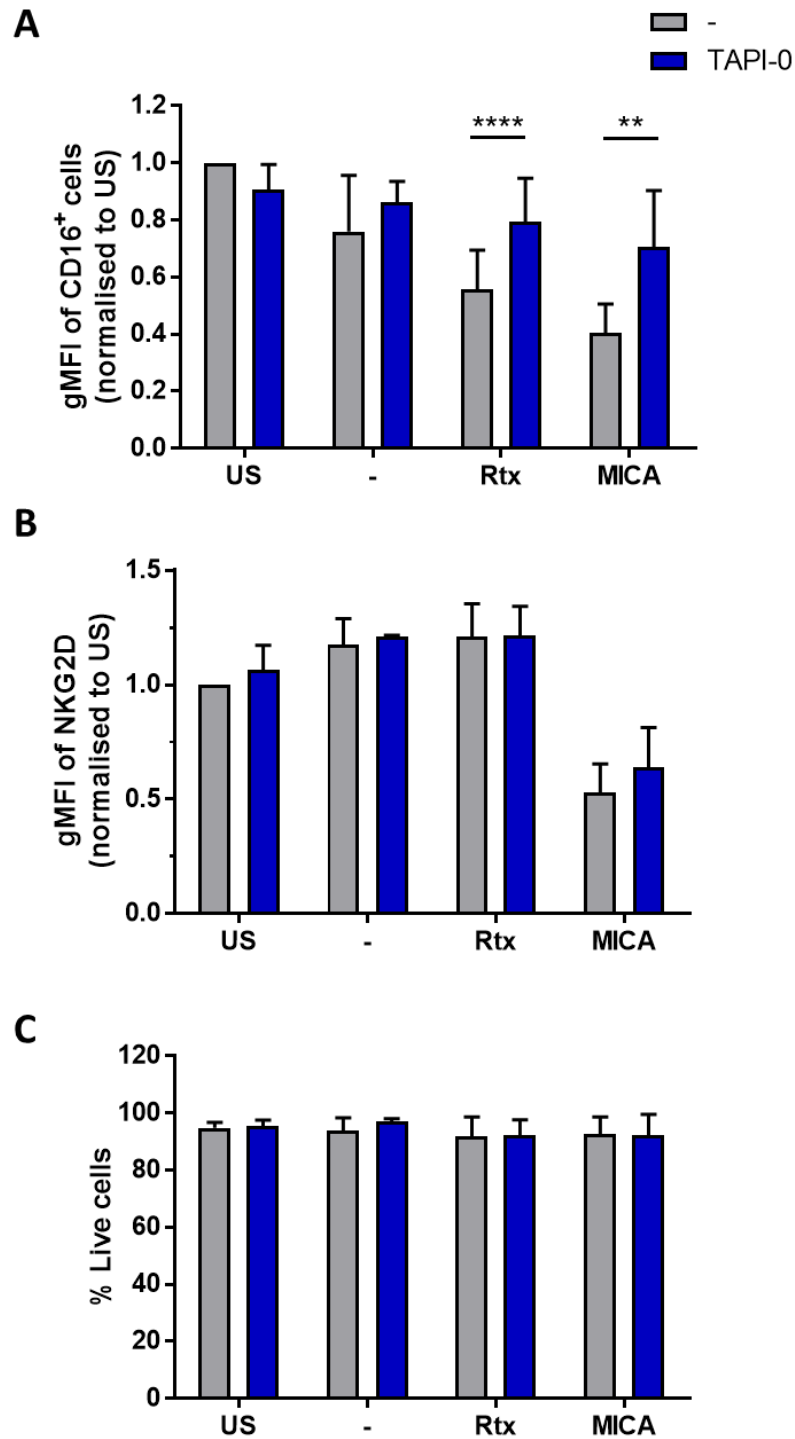 A
-
TAPI-0
gMFI of CD16+ cells
(normalised to US)
1.2
1.0
0.8
0.6
0.4
0.2
0.0
****
**
US - Rtx MICA
B
gMFI of NKG2D
(normalised to US)
1.5
1.0
0.5
0.0
US - Rtx MICA
C
% Live cells
120
100
80
60
40
20
0
US - Rtx MICA